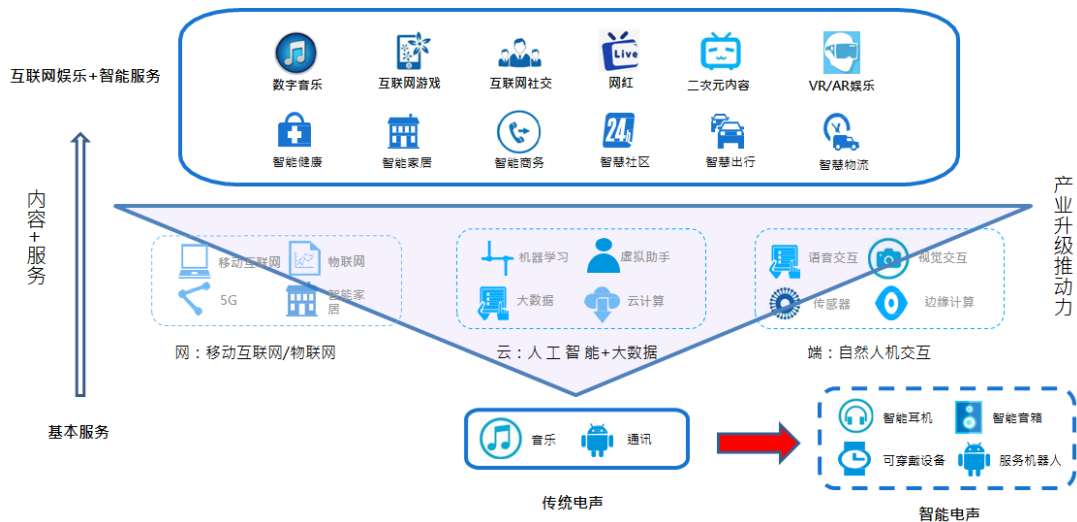 互联网娱乐+智能服务
数字音乐
互联网游戏
互联网社交
Live
网红
二次元内容
VR/AR娱乐
智能健康
智能家居
智能商务
24h
智慧社区
智慧出行
智慧物流
内容+服务
产业升级推动力
移动互联网
物联网
5G
智能家
居
机器学习
虚拟助手
大数据
云计算
语音交互
视觉交互
传感器
边缘计算
网：移动互联网/物联网
云：人工智能+大数据
端：自然人机交互
基本服务
音乐
通讯
智能耳机
智能音箱
可穿戴设备
服务机器人
传统电声
智能电声